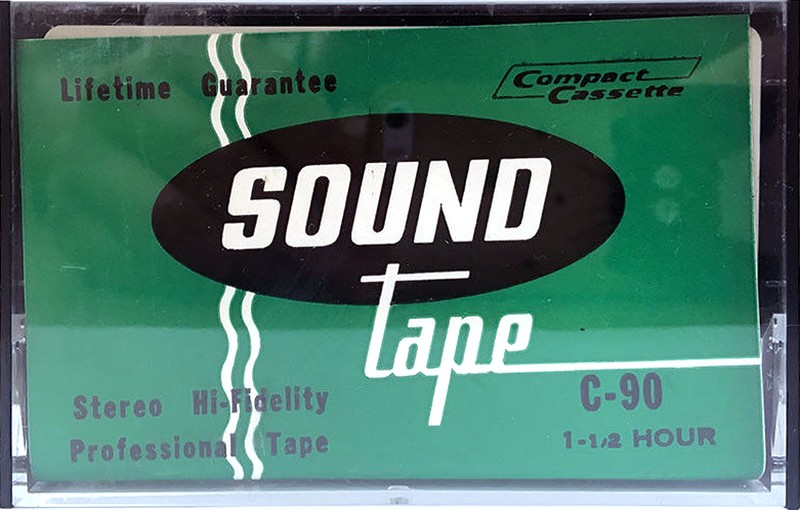 Lifetime Guarantee
Compact
Cassette
SOUND
tape
Stereo Hi-Fidelity
Professional Tape
C-90
1-1/2 HOUR